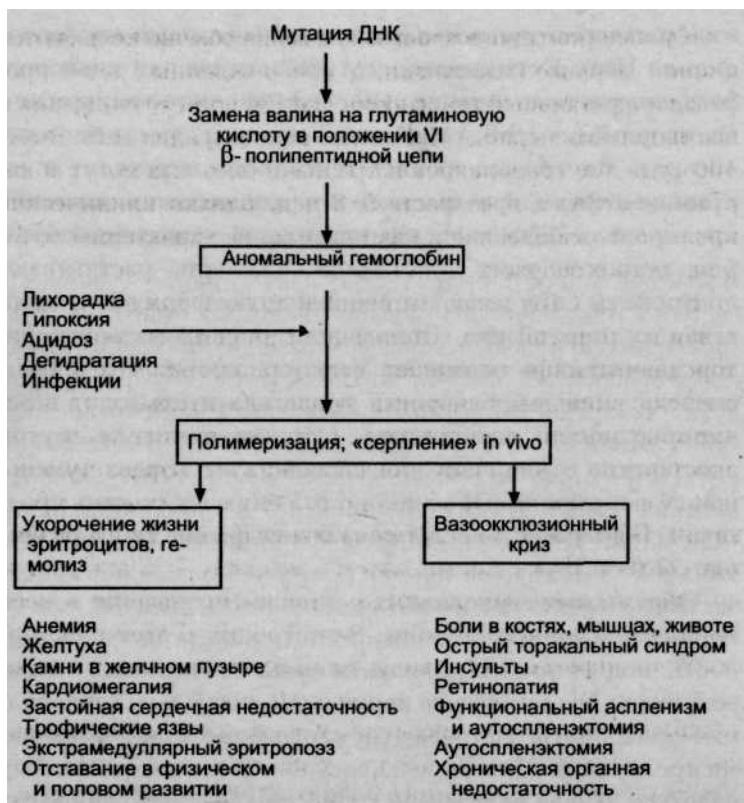 Мутация ДНК
Замена валина на глутаминовую
кислоту в положении VI
β- полипептидной цепи
Аномальный гемоглобин
Лихорадка
Гипоксия
Ацидоз
Дегидратация
Инфекции
Полимеризация; «серпление» in vivo
Укорочение жизни
эритроцитов, ге-
молиз
Вазоокклюзионный
криз
Анемия
Желтуха
Камни в желчном пузыре
Кардиомегалия
Застойная сердечная недостаточность
Трофические язвы
Экстрамедуллярный эритропоэз
Отставание в физическом
и половом развитии
Боли в костях, мышцах, животе
Острый торакальный синдром
Инсульты
Ретинопатия
Функциональный аспленизм
и аутоспленэктомия
Аутоспленэктомия
Хроническая органная
недостаточность